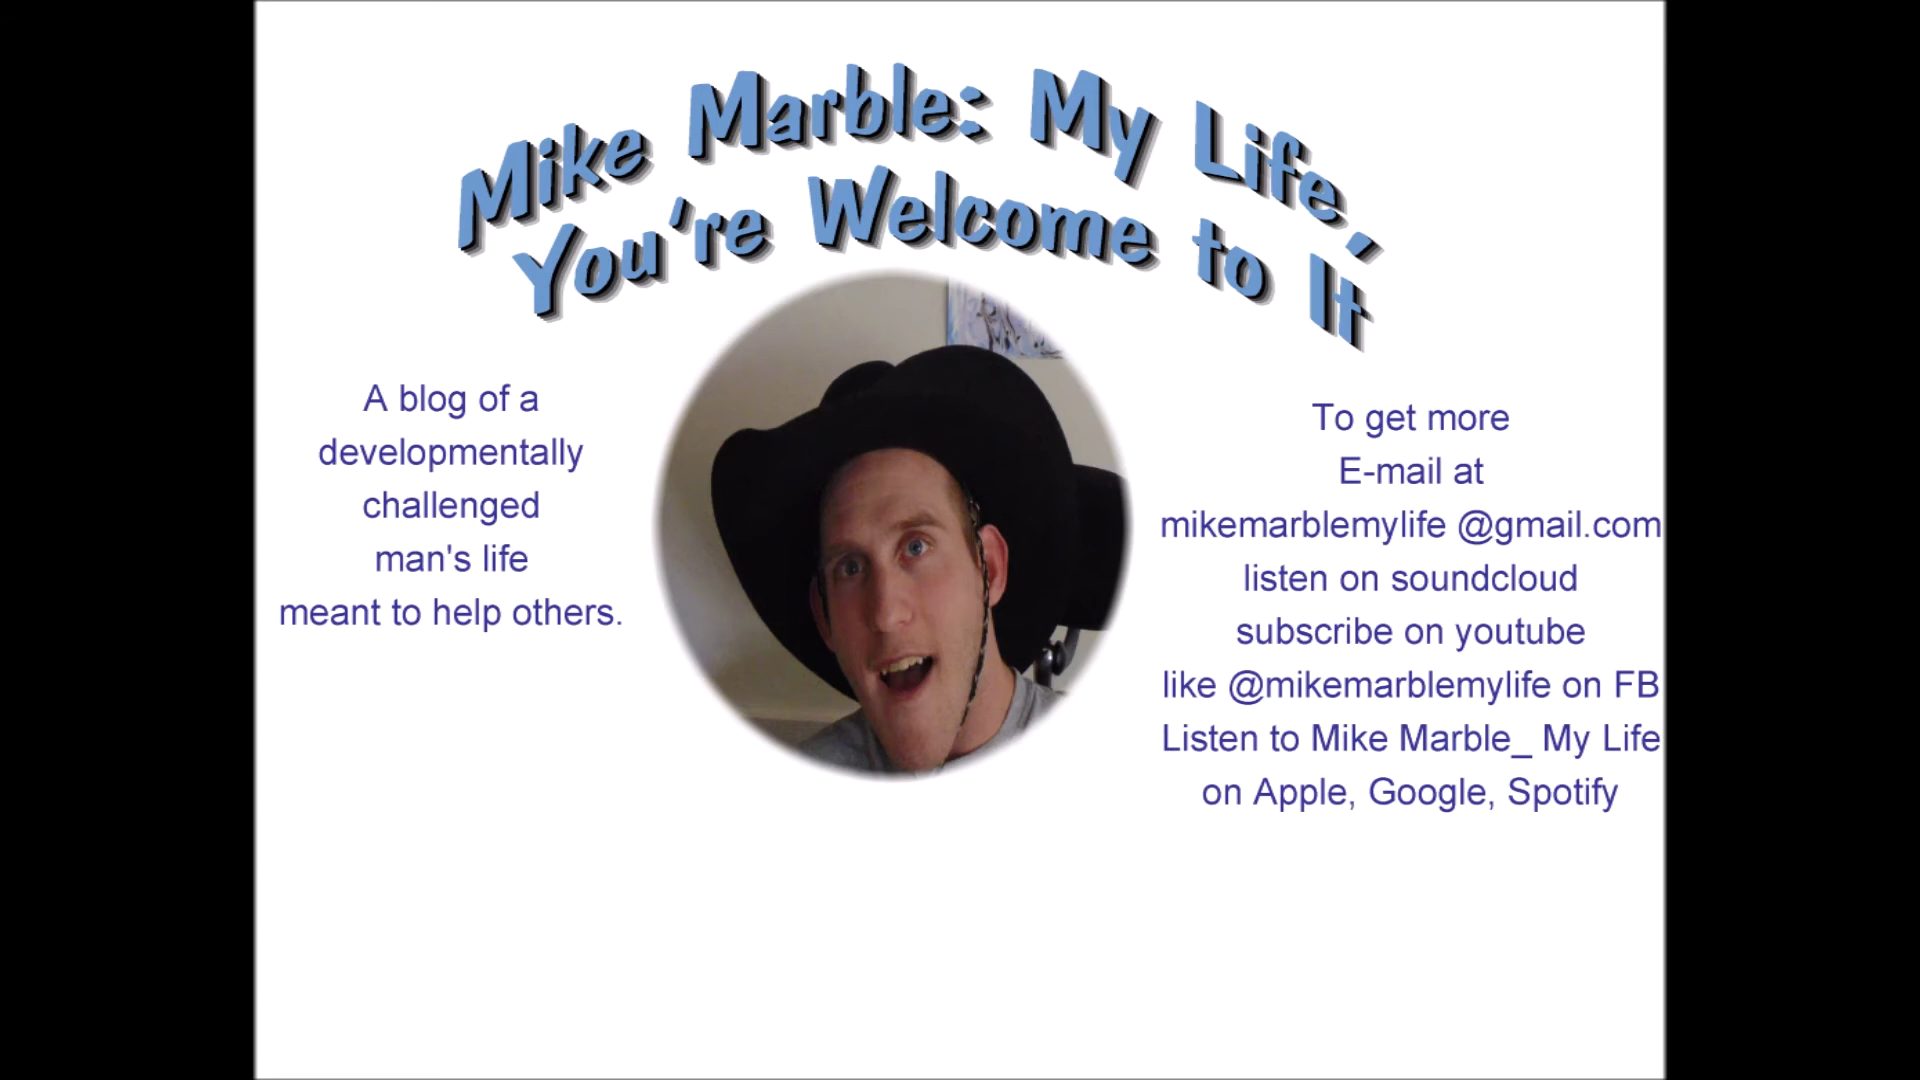 Mike Marble: My Life,
You're Welcome to It
A blog of a
developmentally
challenged
man's life
meant to help others.
To get more
E-mail at
mikemarblemylife @gmail.com
listen on soundcloud
subscribe on youtube
like @mikemarblemylife on FB
Listen to Mike Marble_ My Life
on Apple, Google, Spotify